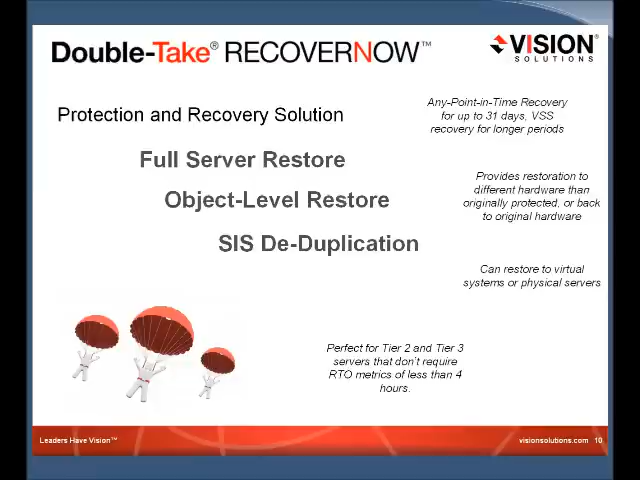 Double-Take® RECOVERNOW™
VISION
SOLUTIONS®
Protection and Recovery Solution
Any-Point-in-Time Recovery
for up to 31 days, VSS
recovery for longer periods
Full Server Restore
Object-Level Restore
SIS De-Duplication
Provides restoration to
different hardware than
originally protected, or back
to original hardware
Can restore to virtual
systems or physical servers
Perfect for Tier 2 and Tier 3
servers that don't require
RTO metrics of less than 4
hours.
Leaders Have Vision™
visionsolutions.com 10